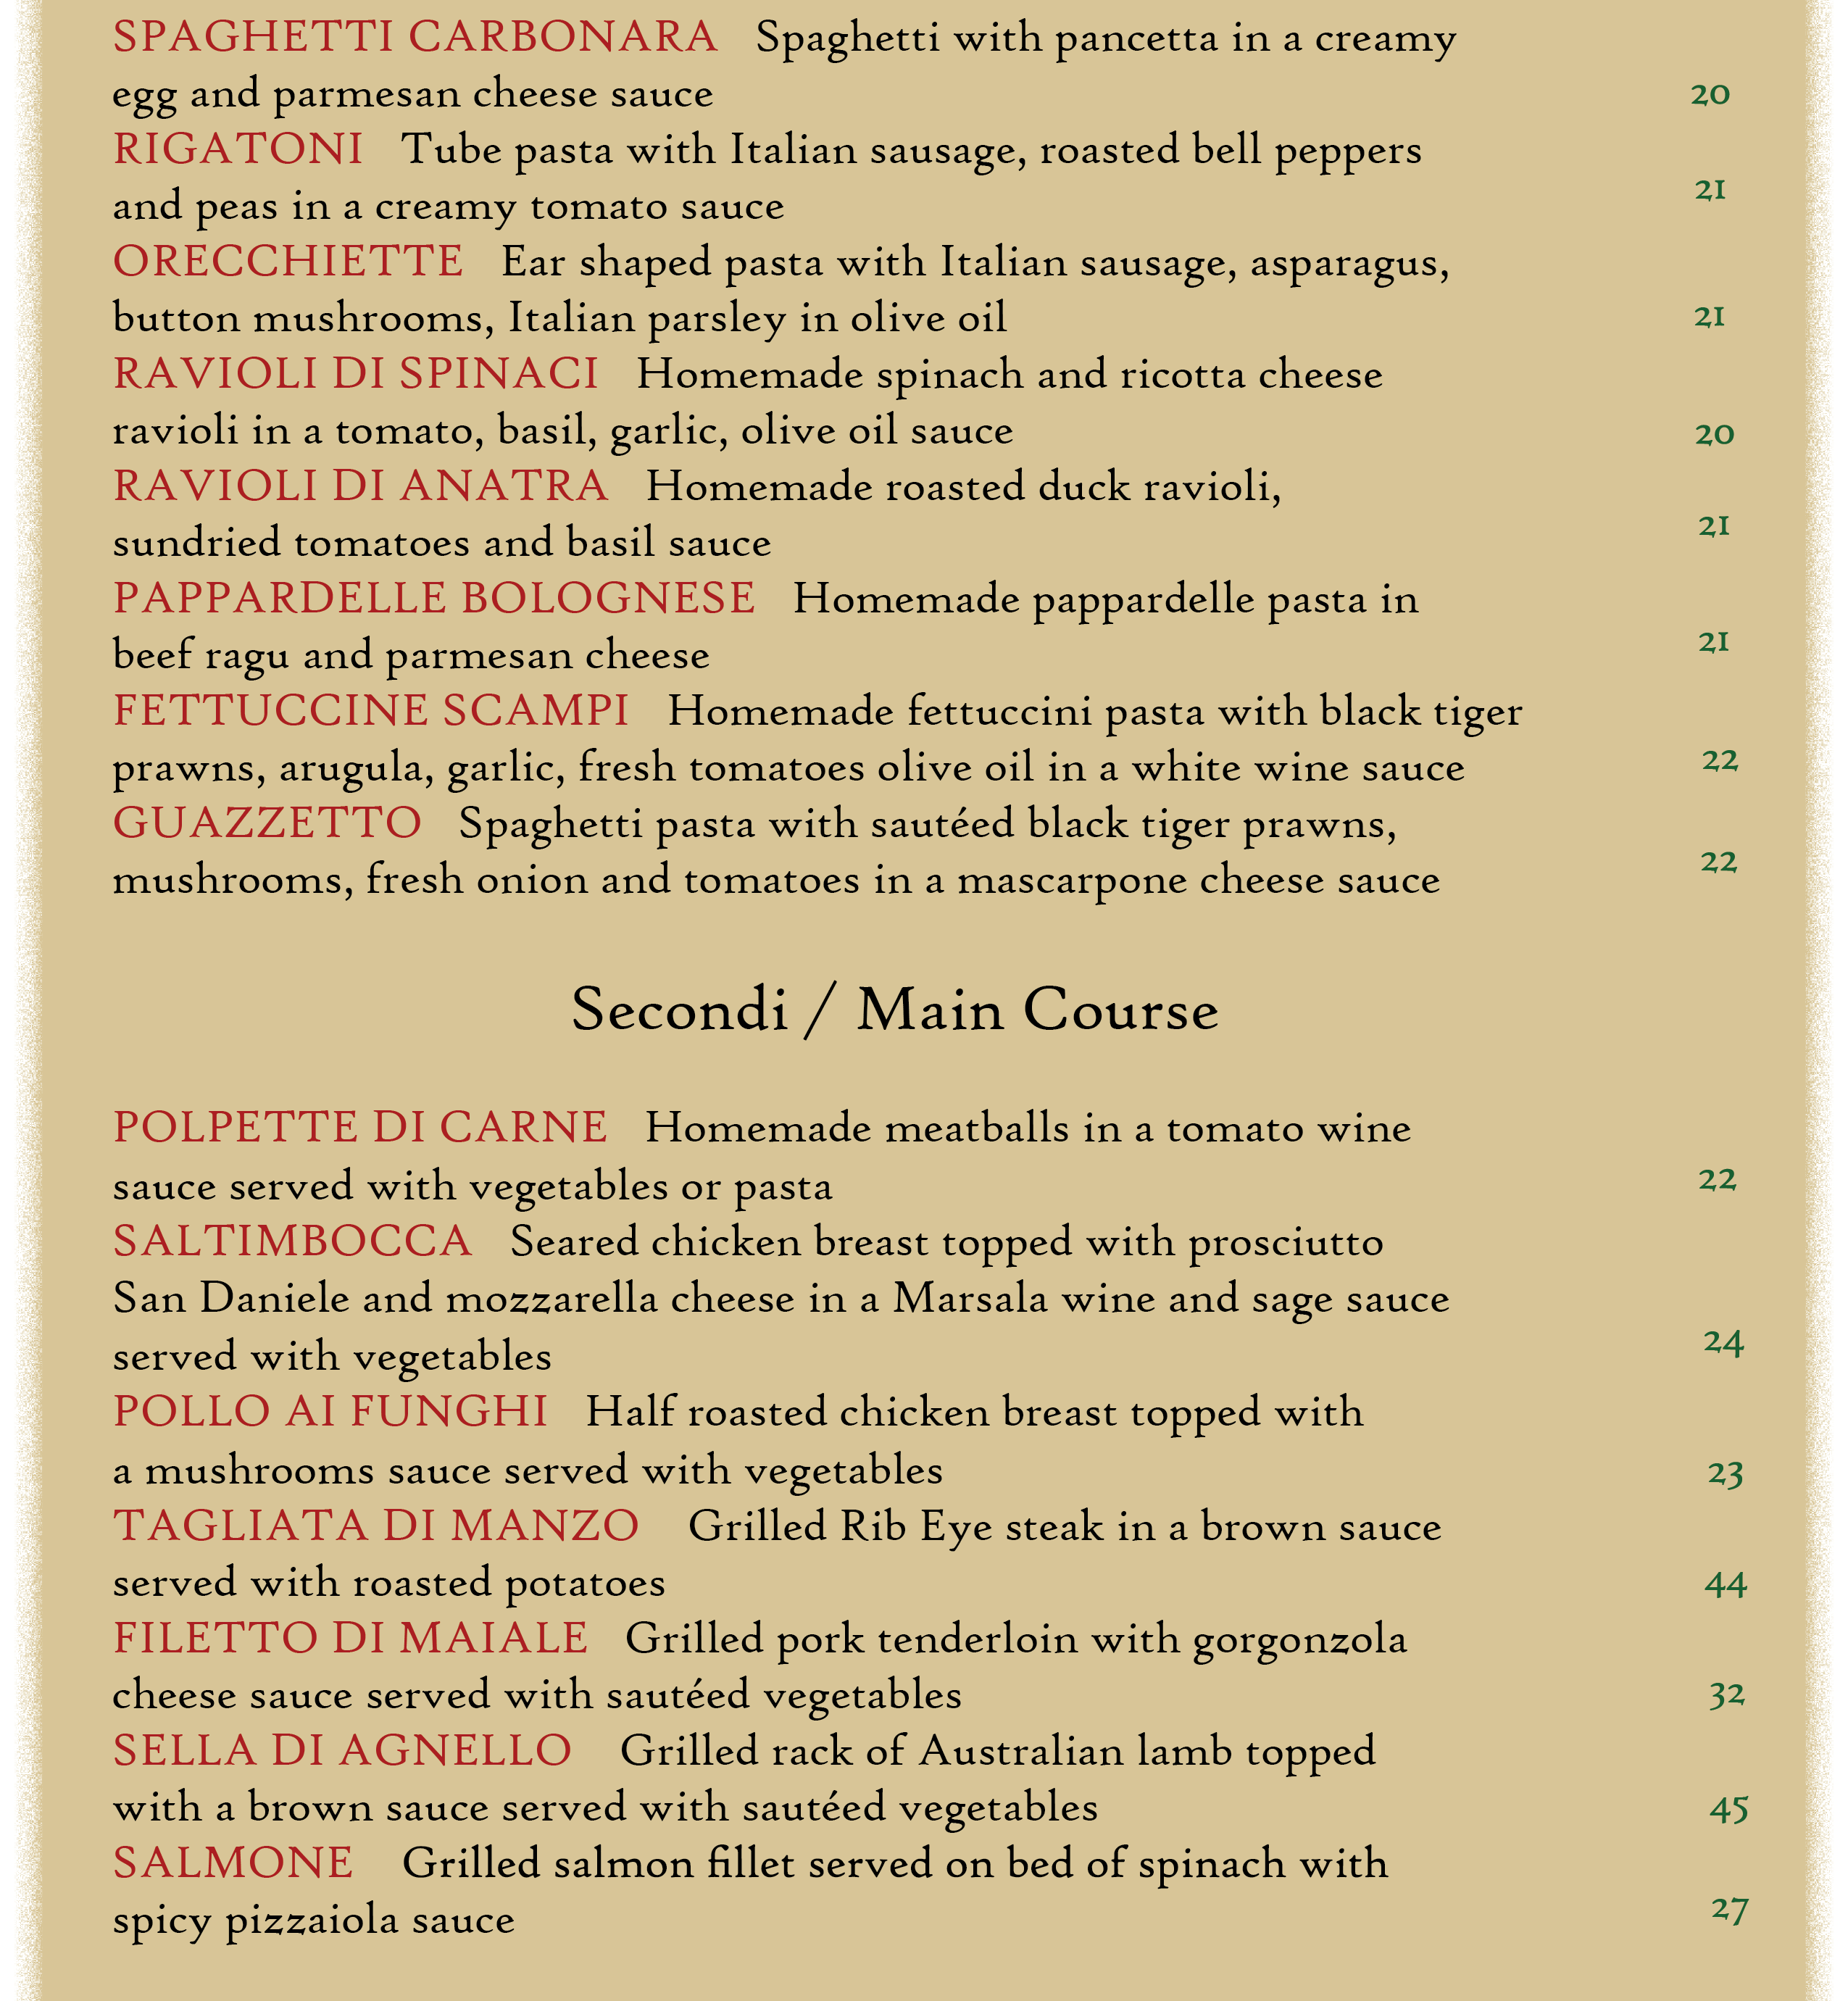 SPAGHETTI CARBONARA Spaghetti with pancetta in a creamy
egg and parmesan cheese sauce 20
RIGATONI Tube pasta with Italian sausage, roasted bell peppers
and peas in a creamy tomato sauce 21
ORECCHIETTE Ear shaped pasta with Italian sausage, asparagus,
button mushrooms, Italian parsley in olive oil 21
RAVIOLI DI SPINACI Homemade spinach and ricotta cheese
ravioli in a tomato, basil, garlic, olive oil sauce 20
RAVIOLI DI ANATRA Homemade roasted duck ravioli,
sundried tomatoes and basil sauce 21
PAPPARDELLE BOLOGNESE Homemade pappardelle pasta in
beef ragu and parmesan cheese 21
FETTUCCINE SCAMPI Homemade fettuccini pasta with black tiger
prawns, arugula, garlic, fresh tomatoes olive oil in a white wine sauce 22
GUAZZETTO Spaghetti pasta with sautéed black tiger prawns,
mushrooms, fresh onion and tomatoes in a mascarpone cheese sauce 22
Secondi / Main Course
POLPETTE DI CARNE Homemade meatballs in a tomato wine
sauce served with vegetables or pasta 22
SALTIMBOCCA Seared chicken breast topped with prosciutto
San Daniele and mozzarella cheese in a Marsala wine and sage sauce
served with vegetables 24
POLLO AI FUNGHI Half roasted chicken breast topped with
a mushrooms sauce served with vegetables 23
TAGLIATA DI MANZO Grilled Rib Eye steak in a brown sauce
served with roasted potatoes 44
FILETTO DI MAIALE Grilled pork tenderloin with gorgonzola
cheese sauce served with sautéed vegetables 32
SELLA DI AGNELLO Grilled rack of Australian lamb topped
with a brown sauce served with sautéed vegetables 45
SALMONE Grilled salmon fillet served on bed of spinach with
spicy pizzaiola sauce 27